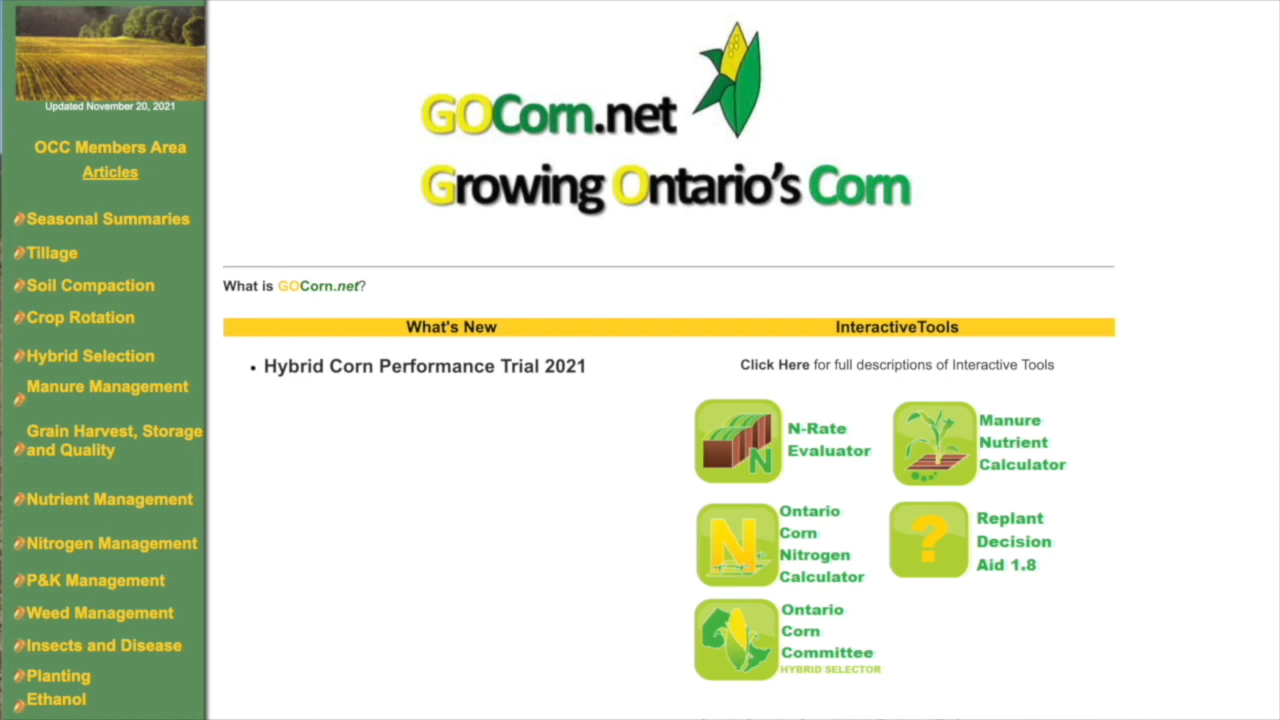 Updated November 20, 2021
OCC Members Area
Articles
Seasonal Summaries
Tillage
Soil Compaction
Crop Rotation
Hybrid Selection
Manure Management
Grain Harvest, Storage
and Quality
Nutrient Management
Nitrogen Management
P&K Management
Weed Management
Insects and Disease
Planting
Ethanol
GOCorn.net
Growing Ontario's Corn
What is GOCorn.net?
What's New
Hybrid Corn Performance Trial 2021
InteractiveTools
Click Here for full descriptions of Interactive Tools
N
N-Rate
Evaluator
Manure
Nutrient
Calculator
N
Ontario
Corn
Nitrogen
Calculator
?
Replant
Decision
Aid 1.8
Ontario
Corn
Committee
HYBRID SELECTOR